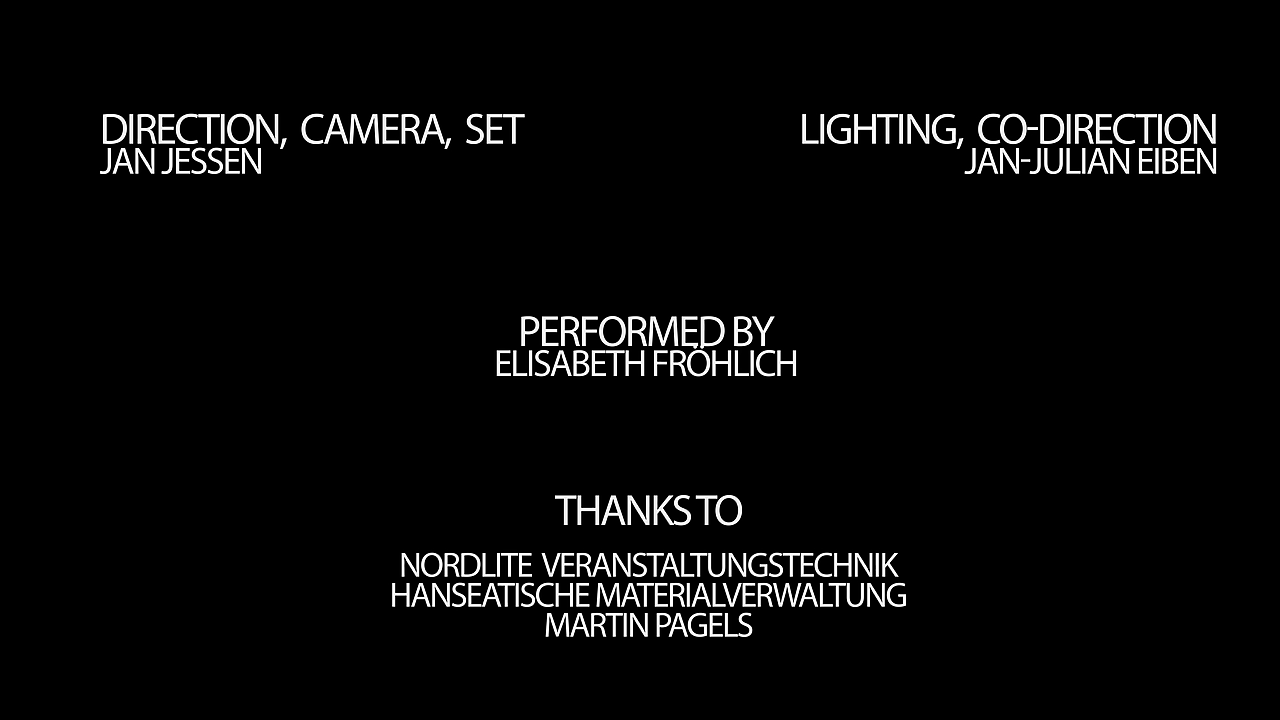 DIRECTION, CAMERA, SET
JAN JESSEN
LIGHTING, CO-DIRECTION
JAN-JULIAN EIBEN
PERFORMED BY
ELISABETH FRÖHLICH
THANKS TO
NORDLITE VERANSTALTUNGSTECHNIK
HANSEATISCHE MATERIALVERWALTUNG
MARTIN PAGELS